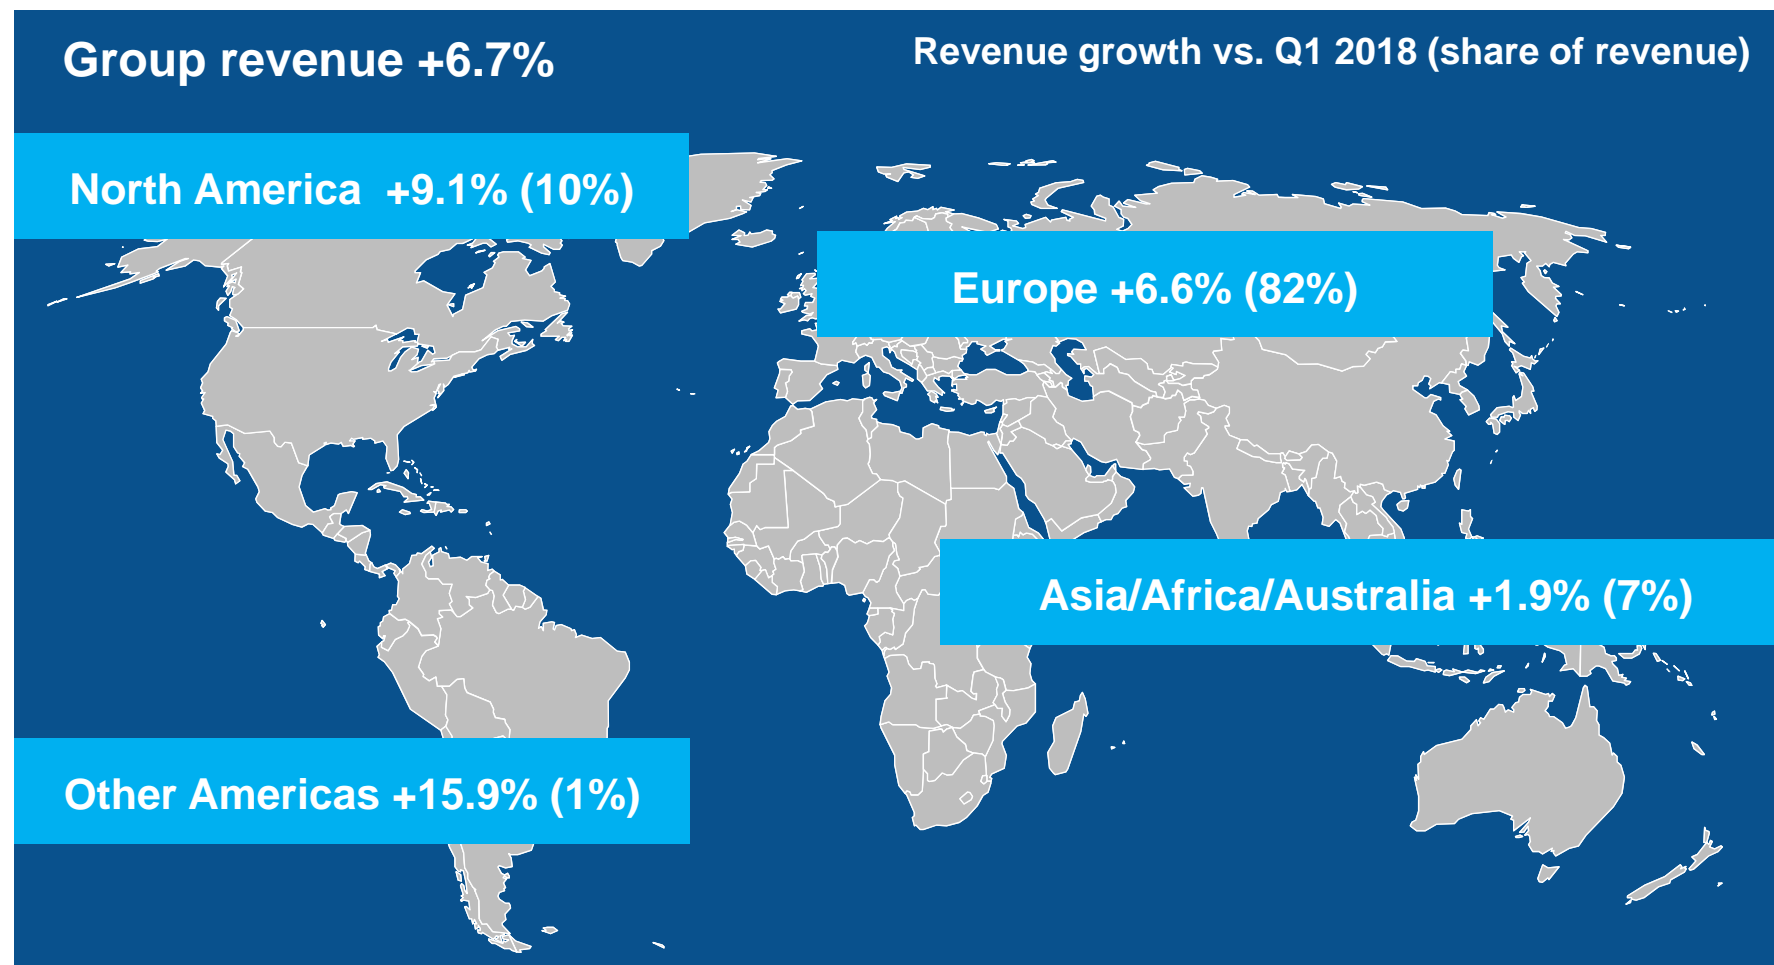 Group revenue +6.7%
Revenue growth vs. Q1 2018 (share of revenue)
North America +9.1% (10%)
Europe +6.6% (82%)
Asia/Africa/Australia +1.9% (7%)
Other Americas +15.9% (1%)